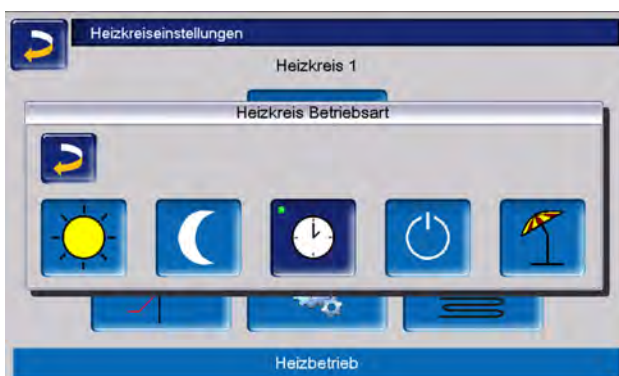 Heizkreiseinstellungen
Heizkreis 1
Heizkreis Betriebsart
Heizbetrieb